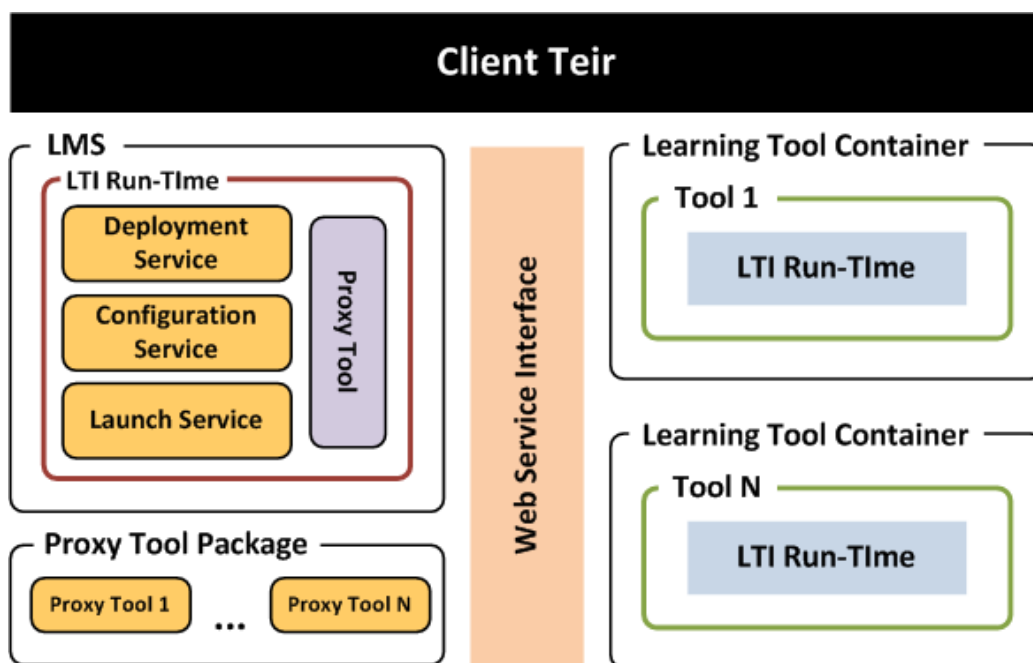 Client Teir
LMS
LTI Run-TIme
Deployment
Service
Configuration
Service
Launch Service
Proxy Tool
Proxy Tool Package
Proxy Tool 1
...
Proxy Tool N
Web Service Interface
Learning Tool Container
Tool 1
LTI Run-TIme
Learning Tool Container
Tool N
LTI Run-TIme